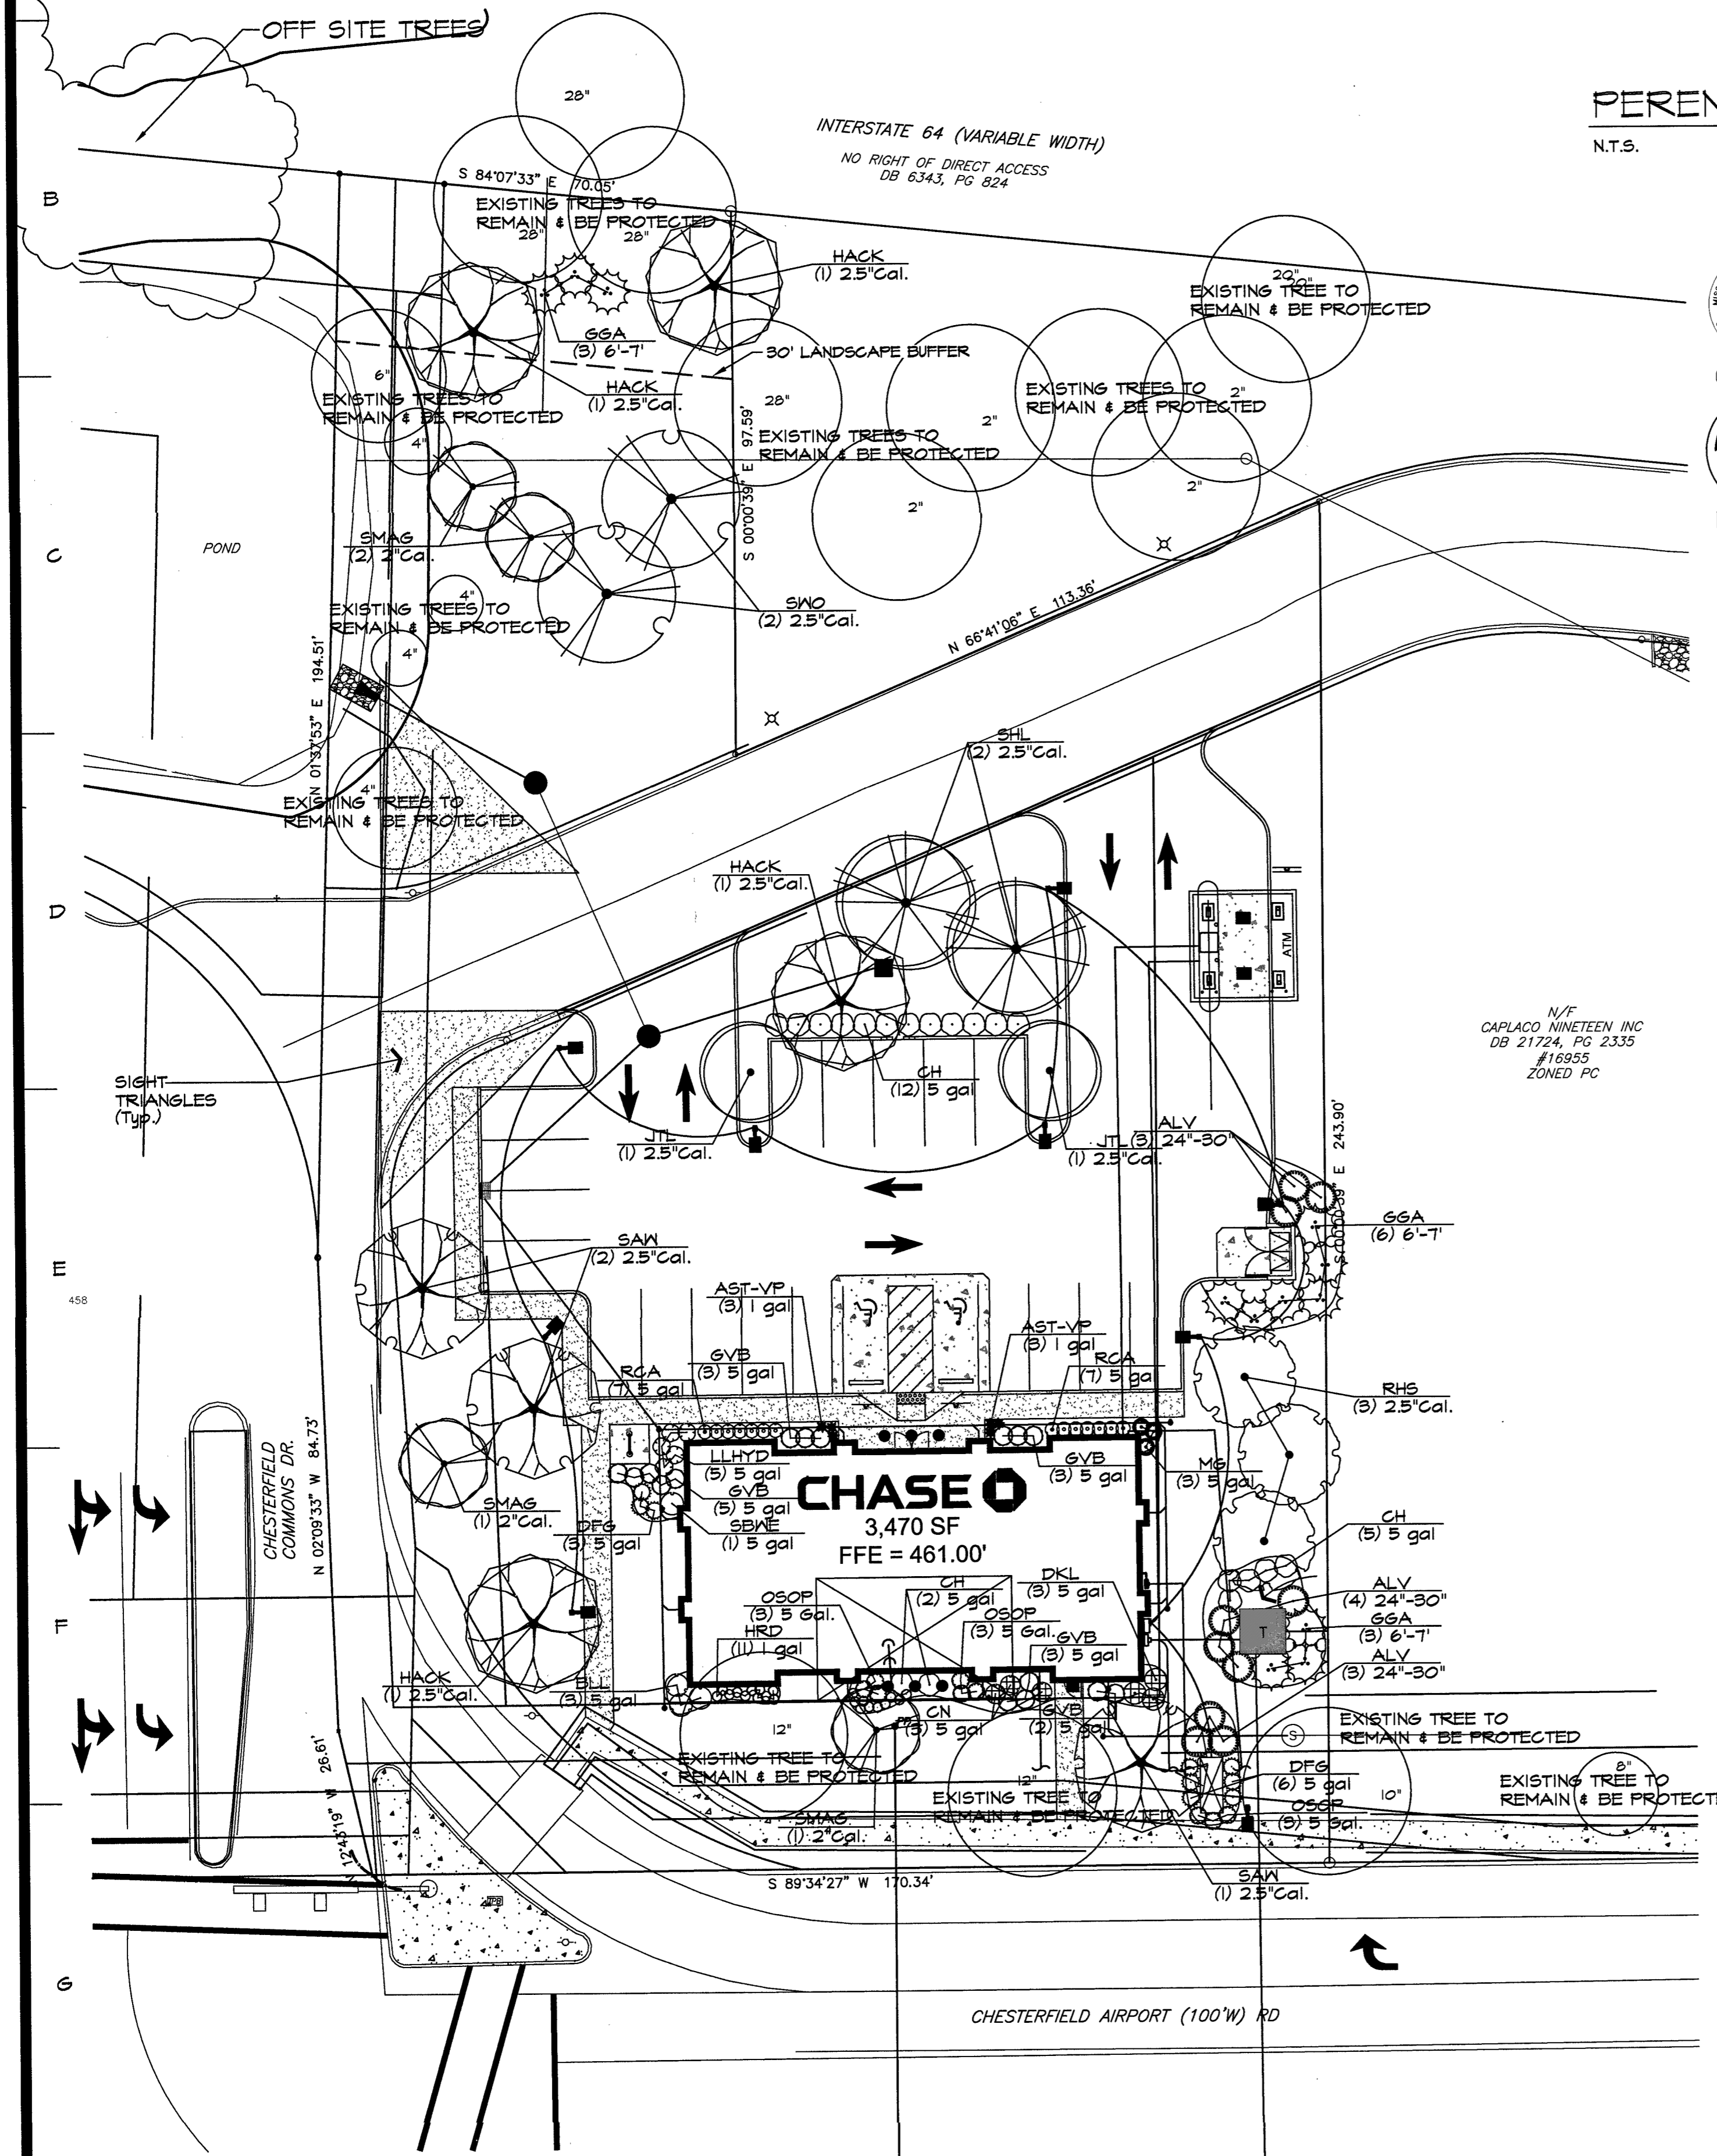 OFF SITE TREES
28"
INTERSTATE 64 (VARIABLE WIDTH)
NO RIGHT OF DIRECT ACCESS
DB 6343, PG 824
PEREN
N.T.S.
B
S 84°07'33" E 70.05'
EXISTING TREES TO
REMAIN & BE PROTECTED
28"
28"
HACK
(1) 2.5"Cal.
20"
EXISTING TREE TO
REMAIN & BE PROTECTED
GGA
(3) 6'-7'
30' LANDSCAPE BUFFER
6"
HACK
(1) 2.5"Cal.
EXISTING TREES TO
REMAIN & BE PROTECTED
28"
EXISTING TREES TO
REMAIN & BE PROTECTED
2"
2"
4"
EXISTING TREES TO
REMAIN & BE PROTECTED
S 00°00'39" E 97.59'
2"
2"
C
POND
SMAG
(2) 2"Cal.
4"
EXISTING TREES TO
REMAIN & BE PROTECTED
4"
SWO
(2) 2.5"Cal.
N 66°41'06" E 113.36'
N 01°37'53" E 194.51'
SHL
(2) 2.5"Cal.
4"
EXISTING TREES TO
REMAIN & BE PROTECTED
HACK
(1) 2.5"Cal.
D
ATM
N/F
CAPLACO NINETEEN INC
DB 21724, PG 2335
#16955
ZONED PC
SIGHT
TRIANGLES
(Typ.)
CH
(12) 5 gal
JTL
(1) 2.5"Cal.
JTL
(1) 2.5"Cal.
ALV
(3) 24"-30"
S 00°00'39" E 243.90'
GGA
(6) 6'-7'
E
458
SAW
(2) 2.5"Cal.
AST-VP
(3) 1 gal
AST-VP
(3) 1 gal
GVB
(3) 5 gal
RCA
(7) 5 gal
RCA
(7) 5 gal
RHS
(3) 2.5"Cal.
CHESTERFIELD
COMMONS DR.
N 02°09'33" W 84.73'
LLHYD
(5) 5 gal
GVB
(5) 5 gal
SBWE
(1) 5 gal
GVB
(3) 5 gal
MG
(3) 5 gal
CHASE
3,470 SF
FFE = 461.00'
SMAG
(1) 2"Cal.
DFG
(3) 5 gal
CH
(5) 5 gal
F
OSOP
(3) 5 Gal.
HRD
(11) 1 gal
CH
(2) 5 gal
OSOP
(3) 5 Gal.
DKL
(3) 5 gal
GVB
(3) 5 gal
ALV
(4) 24"-30"
GGA
(3) 6'-7'
ALV
(3) 24"-30"
T
HACK
(1) 2.5"Cal.
BLL
(3) 5 gal
12"
CN
(3) 5 gal
GVB
(2) 5 gal
PP
S
EXISTING TREE TO
REMAIN & BE PROTECTED
26.61'
EXISTING TREE TO
REMAIN & BE PROTECTED
12"
EXISTING TREE TO
REMAIN & BE PROTECTED
DFG
(6) 5 gal
OSOP
(3) 5 Gal.
10"
8"
EXISTING TREE TO
REMAIN & BE PROTECT
SMAG
(1) 2"Cal.
SAW
(1) 2.5"Cal.
S 89°34'27" W 170.34'
G
CHESTERFIELD AIRPORT (100'W) RD